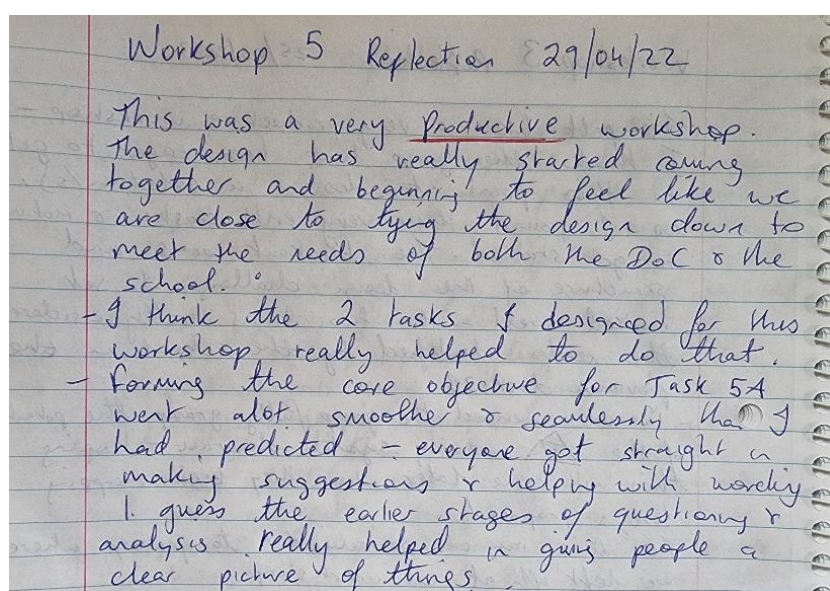 Workshop 5 Reflection 29/04/22
This was a very Productive workshop.
The design has really started coming
together and beginning to feel like we
are close to tying the design down to
meet the needs of both the DoC & the
school.
- I think the 2 tasks I designed for this
workshop really helped to do that.
- Forming the core objective for Task 5A
went alot smoother & seamlessly than I
had predicted - everyone got straight in
making suggestions & helping with wording
I guess the earlier stages of questioning &
analysis really helped in giving people a
clear picture of things.